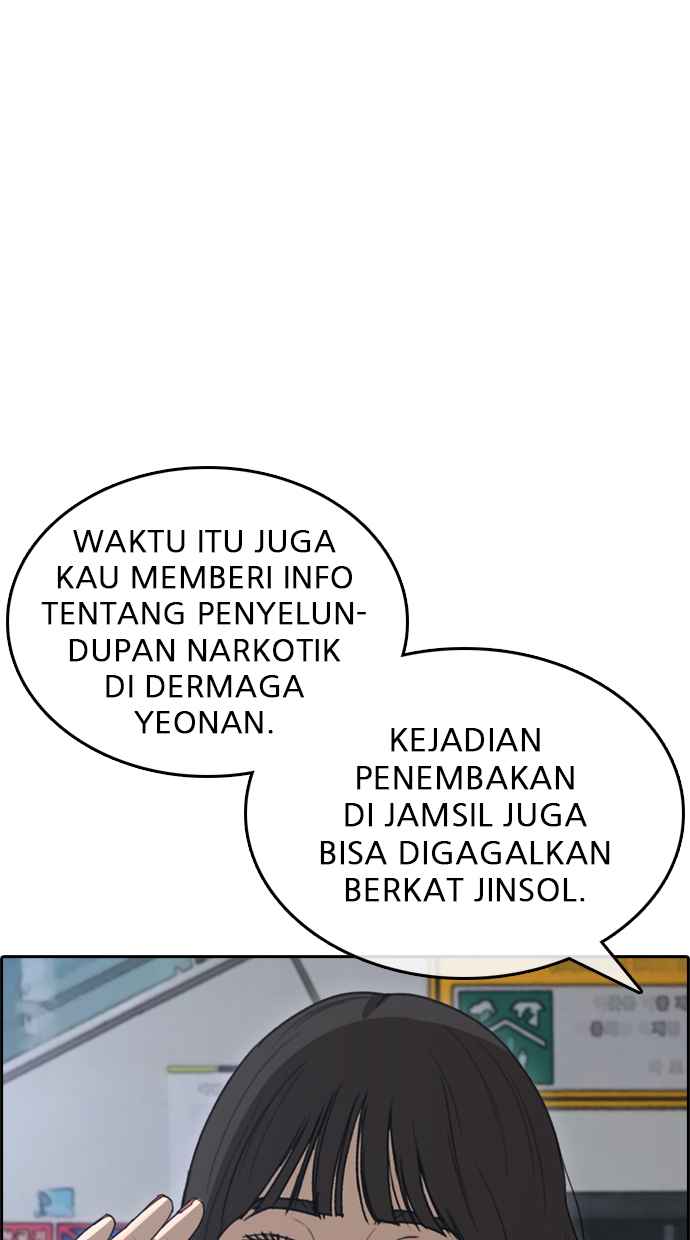 WAKTU ITU JUGA
KAU MEMBERI INFO
TENTANG PENYELUN-
DUPAN NARKOTIK
DI DERMAGA
YEONAN.
KEJADIAN
PENEMBAKAN
DI JAMSIL JUGA
BISA DIGAGALKAN
BERKAT JINSOL.